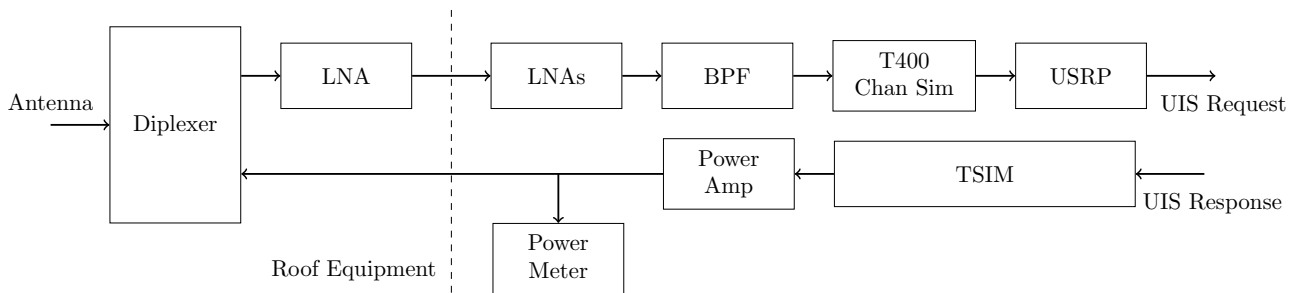 Antenna
Diplexer
LNA
LNAs
BPF
T400
Chan Sim
USRP
UIS Request
Power
Amp
TSIM
UIS Response
Power
Meter
Roof Equipment